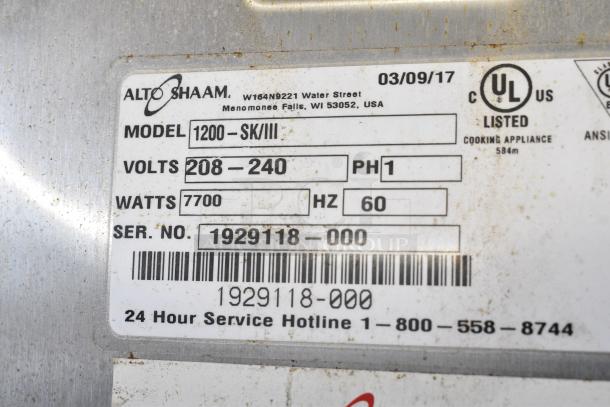 ALTO SHAAM. 03/09/17
W164N9221 Water Street
Menomonee Falls, WI 53052, USA
C UL US
LISTED
COOKING APPLIANCE
584m
ANSI
MODEL 1200-SK/III
VOLTS 208-240 PH 1
WATTS 7700 HZ 60
SER. NO. 1929118-000
1929118-000
24 Hour Service Hotline 1-800-558-8744